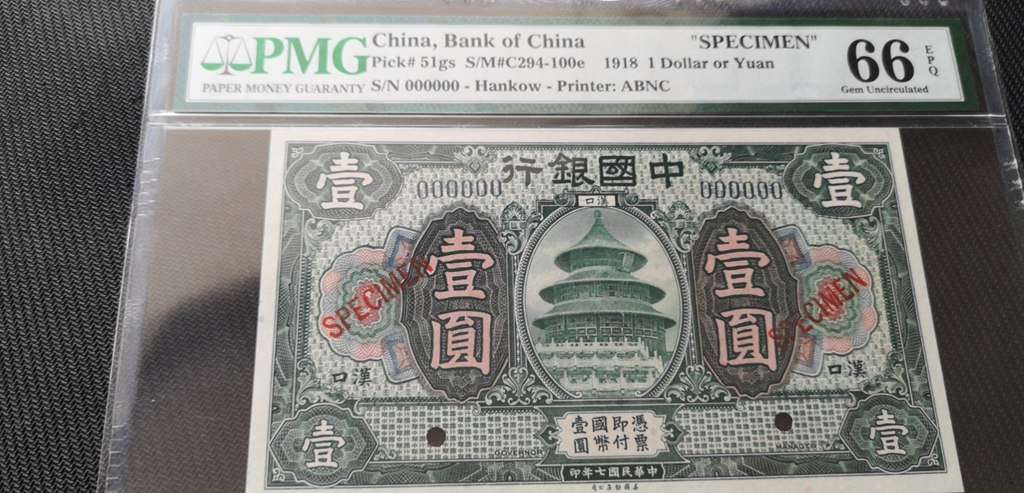 PMG
PAPER MONEY GUARANTY
China, Bank of China "SPECIMEN"
Pick# 51gs S/M#C294-100e 1918 1 Dollar or Yuan
S/N 000000 - Hankow - Printer: ABNC
66 EPQ
Gem Uncirculated
中國銀行
壹 壹
000000 000000
漢口
壹圓 壹圓
SPECIMEN SPECIMEN
漢口 漢口
憑票即付國幣壹圓
GOVERNOR MANAGER
壹 壹
中華民國七年印